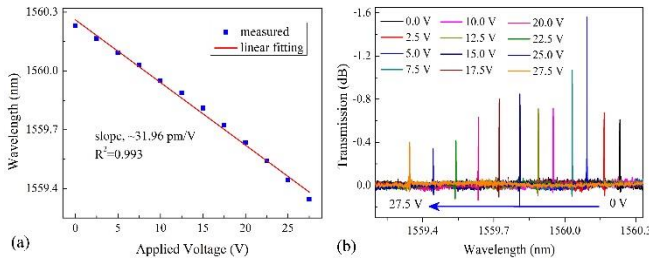 1560.3
1560.0
1559.7
1559.4
Wavelength (nm)
measured
linear fitting
slope, ~31.96 pm/V
R²=0.993
0 5 10 15 20 25
(a)
Applied Voltage (V)
-1.6
-1.2
-0.8
-0.4
0.0
Transmission (dB)
0.0 V 10.0 V 20.0 V
2.5 V 12.5 V 22.5 V
5.0 V 15.0 V 25.0 V
7.5 V 17.5V 27.5 V
27.5 V 0 V
1559.4 1559.7 1560.0 1560.3
(b)
Wavelength (nm)